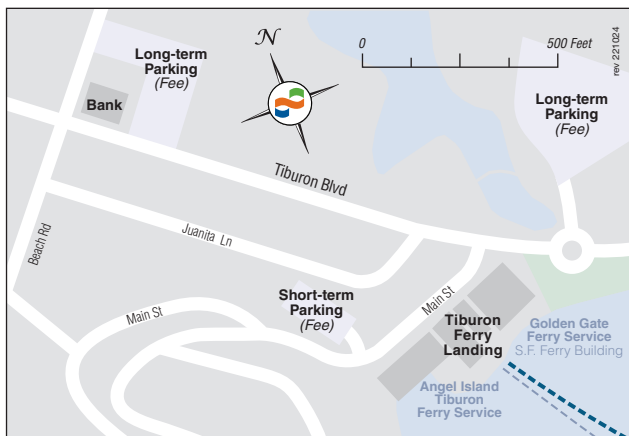 Long-term
Parking
(Fee)
Bank
N
0
500 Feet
rev 221024
Long-term
Parking
(Fee)
Tiburon Blvd
Juanita Ln
Beach Rd
Main St
Short-term
Parking
(Fee)
Main St
Tiburon
Ferry
Landing
Golden Gate
Ferry Service
S.F. Ferry Building
Angel Island
Tiburon
Ferry Service